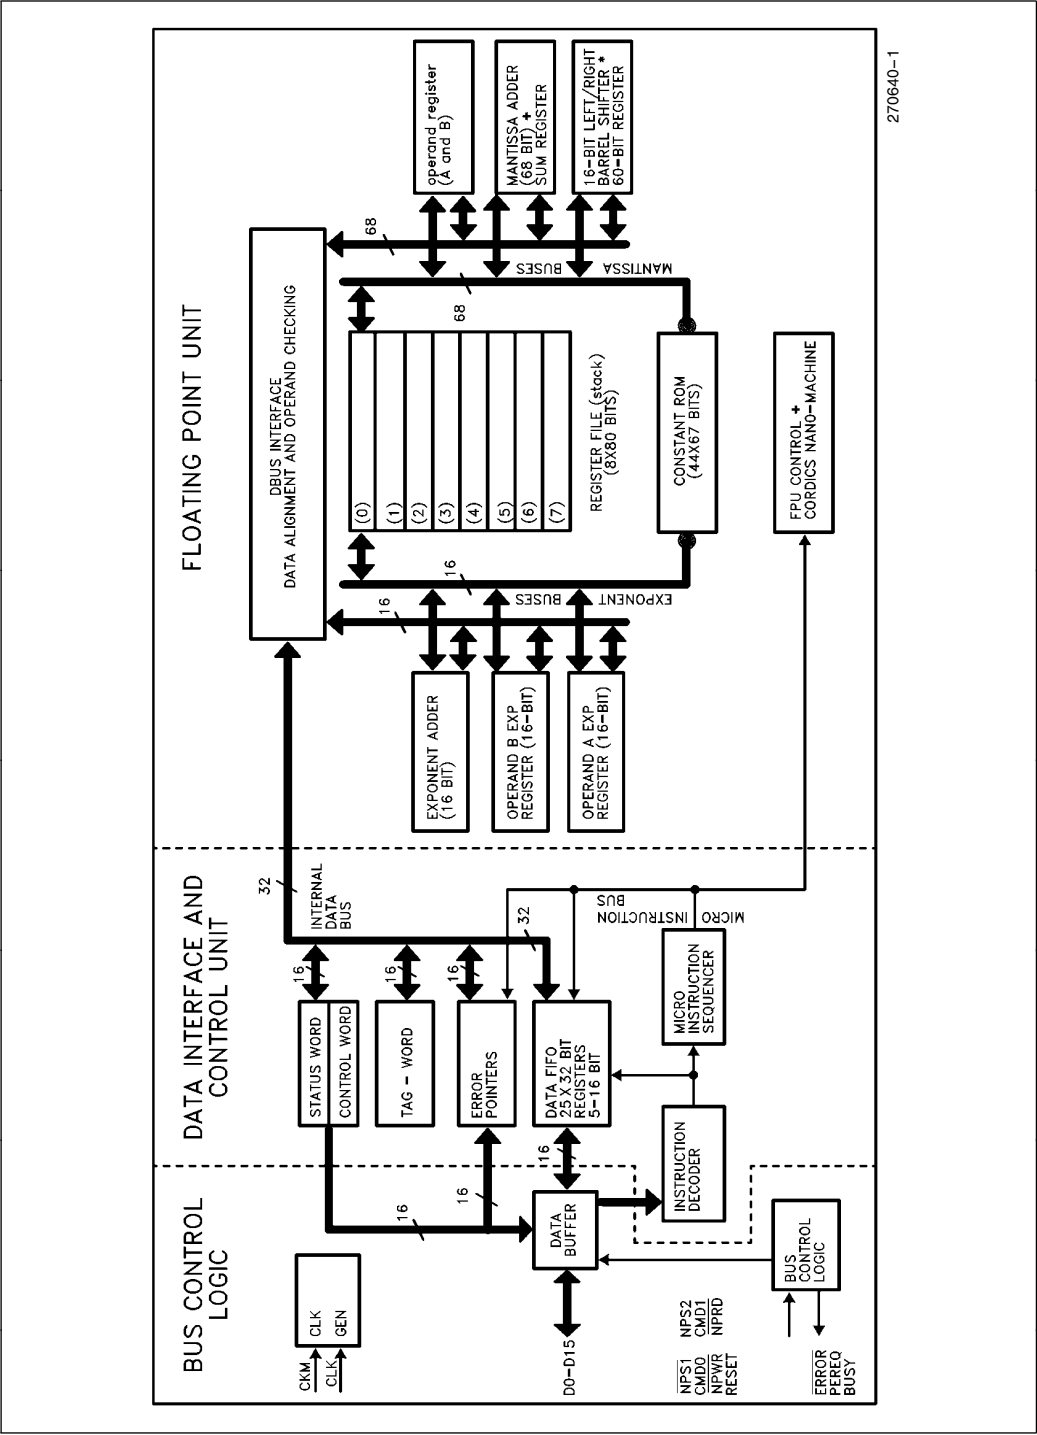 BUS CONTROL
LOGIC
DATA INTERFACE AND
CONTROL UNIT
FLOATING POINT UNIT
CKM
CLK
CLK
GEN
STATUS WORD
CONTROL WORD
16
TAG - WORD
16
ERROR
POINTERS
16
DATA FIFO
25 X 32 BIT
REGISTERS
5-16 BIT
32
INTERNAL
DATA
BUS
32
16
16
16
DATA
BUFFER
D0-D15
INSTRUCTION
DECODER
MICRO
INSTRUCTION
SEQUENCER
MICRO INSTRUCTION
BUS
BUS
CONTROL
LOGIC
NPS1 NPS2
CMD0 CMD1
NPWR NPRD
RESET
ERROR
PEREQ
BUSY
DBUS INTERFACE
DATA ALIGNMENT AND OPERAND CHECKING
EXPONENT ADDER
(16 BIT)
OPERAND B EXP
REGISTER (16-BIT)
OPERAND A EXP
REGISTER (16-BIT)
16
16
EXPONENT
BUSES
(0)
(1)
(2)
(3)
(4)
(5)
(6)
(7)
REGISTER FILE (stack)
(8X80 BITS)
CONSTANT ROM
(44X67 BITS)
FPU CONTROL +
CORDICS NANO-MACHINE
68
68
MANTISSA
BUSES
operand register
(A and B)
MANTISSA ADDER
(68 BIT) +
SUM REGISTER
16-BIT LEFT/RIGHT
BARREL SHIFTER *
60-BIT REGISTER
270640-1